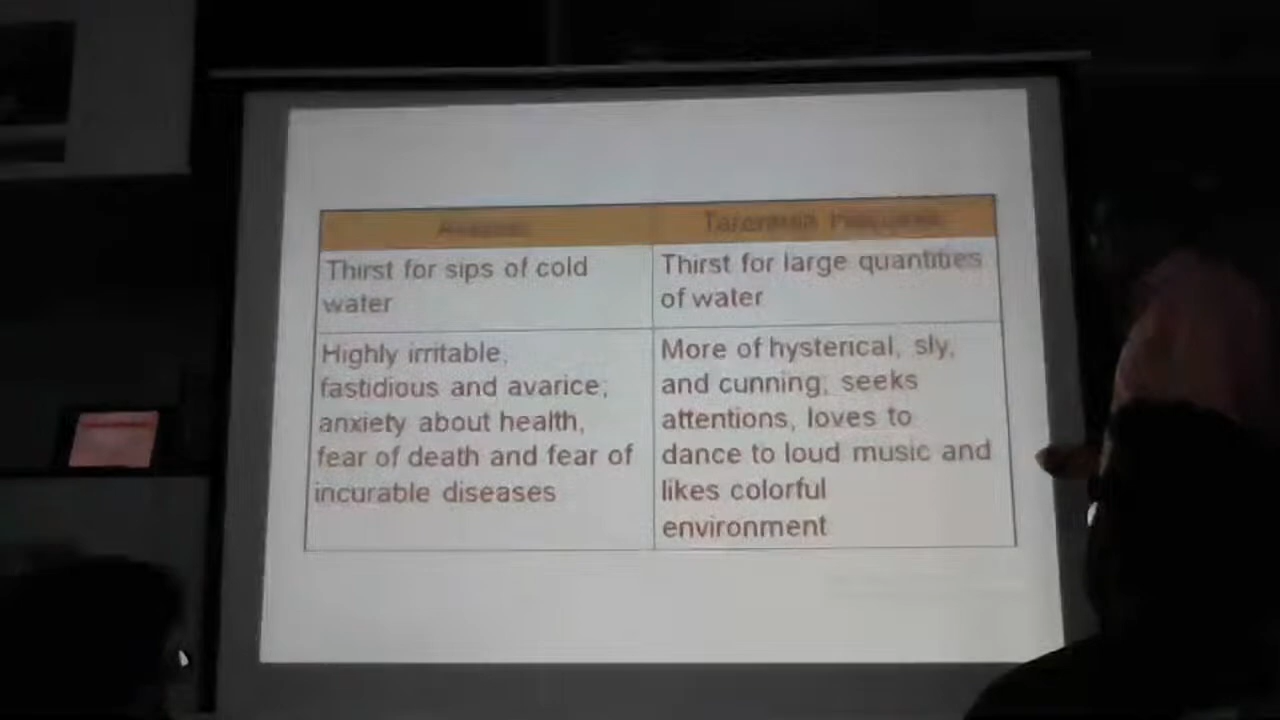 Thirst for sips of cold
water
Thirst for large quantities
of water
Highly irritable,
fastidious and avarice;
anxiety about health,
fear of death and fear of
incurable diseases
More of hysterical, sly,
and cunning; seeks
attentions, loves to
dance to loud music and
likes colorful
environment